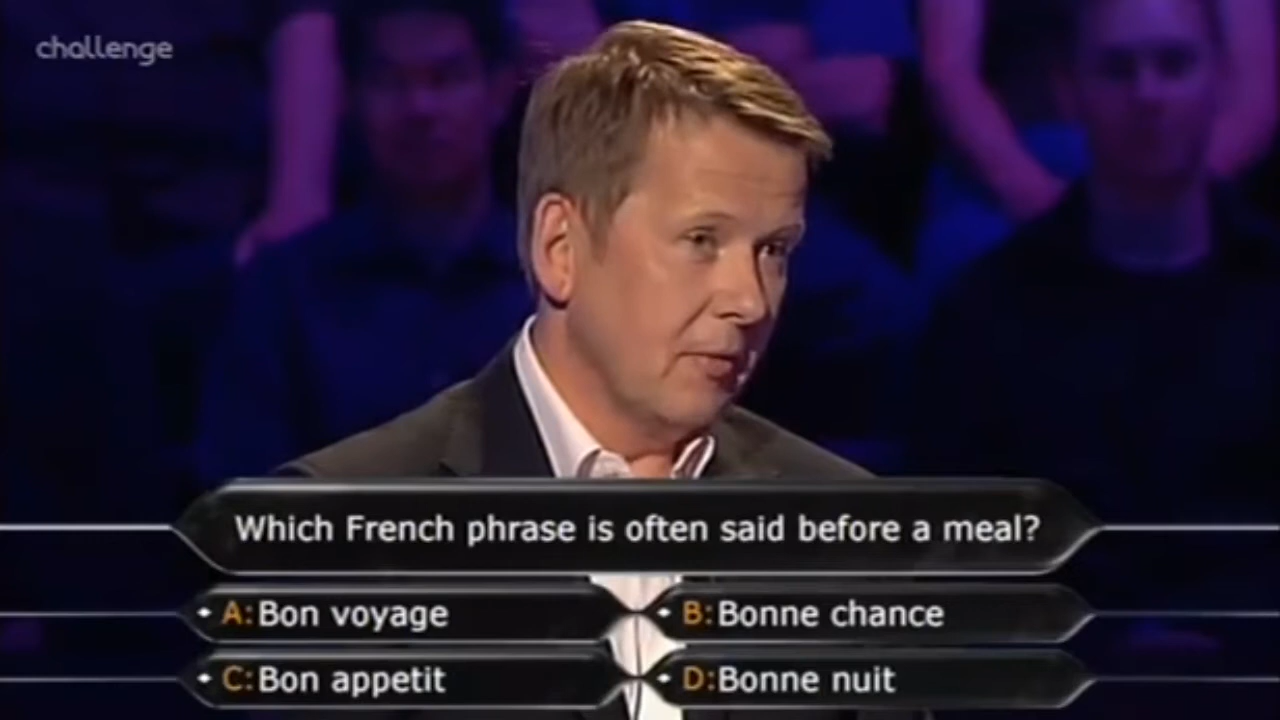 challenge
Which French phrase is often said before a meal?
A: Bon voyage
B: Bonne chance
C: Bon appetit
D: Bonne nuit